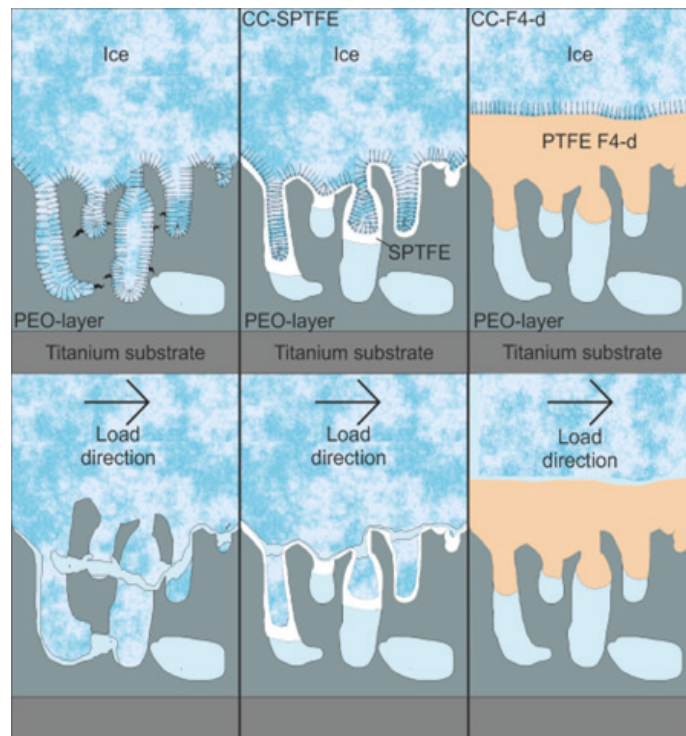 Ice
PEO-layer
Titanium substrate
CC-SPTFE
Ice
SPTFE
PEO-layer
Titanium substrate
CC-F4-d
Ice
PTFE F4-d
PEO-layer
Titanium substrate
Load
direction
Load
direction
Load
direction